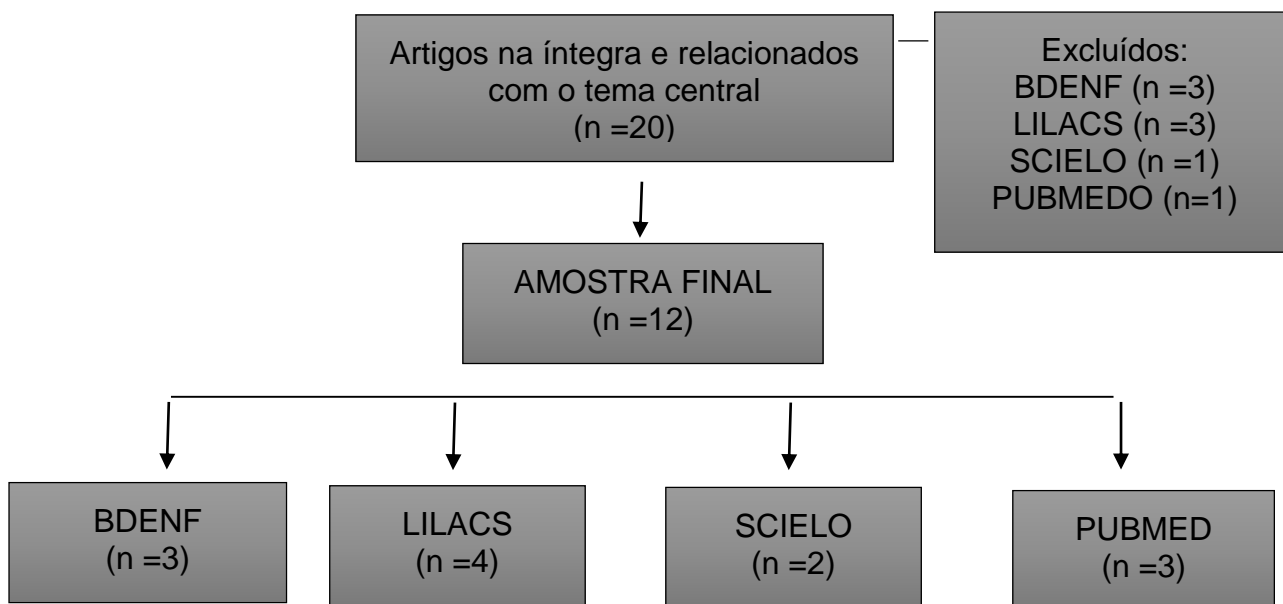 Artigos na íntegra e relacionados
com o tema central
(n =20)
Excluídos:
BDENF (n =3)
LILACS (n =3)
SCIELO (n =1)
PUBMEDO (n=1)
AMOSTRA FINAL
(n =12)
BDENF
(n =3)
LILACS
(n =4)
SCIELO
(n =2)
PUBMED
(n =3)